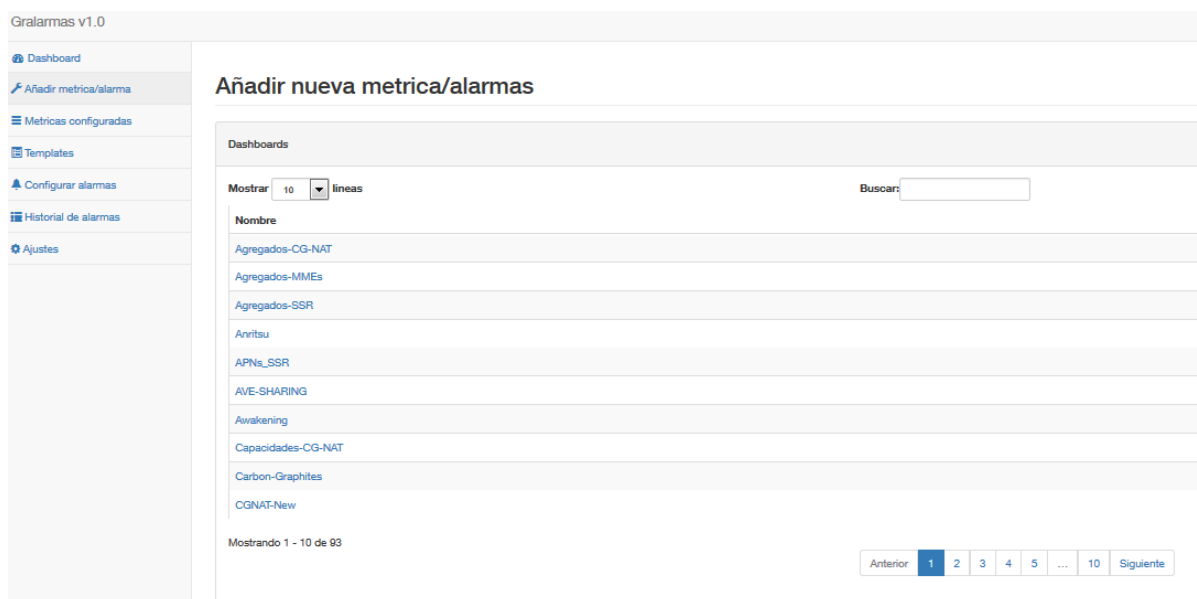 Gralarmas v1.0
Dashboard
Añadir metrica/alarma
Metricas configuradas
Templates
Configurar alarmas
Historial de alarmas
Ajustes
Añadir nueva metrica/alarmas
Dashboards
Mostrar 10 lineas Buscar:
Nombre
Agregados-CG-NAT
Agregados-MMEs
Agregados-SSR
Anritsu
APNs_SSR
AVE-SHARING
Awakening
Capacidades-CG-NAT
Carbon-Graphites
CGNAT-New
Mostrando 1 - 10 de 93
Anterior 1 2 3 4 5 ... 10 Siguiente